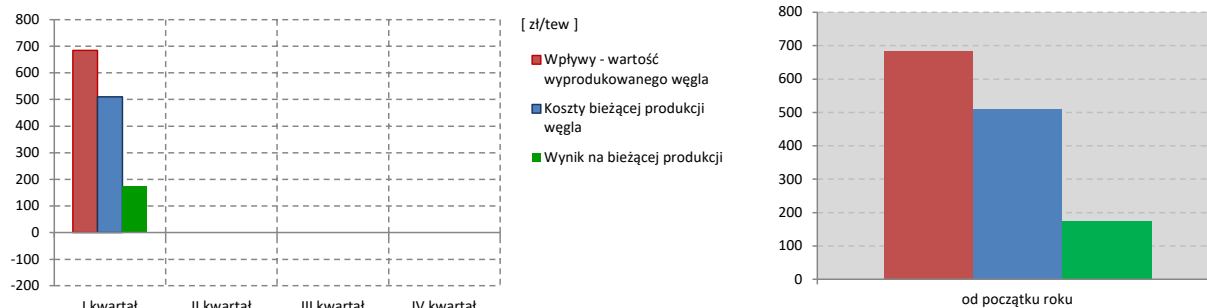 800
700
600
500
400
300
200
100
0
-100
-200
I kwartał II kwartał III kwartał IV kwartał
[ zł/tew ]
Wpływy - wartość
wyprodukowanego węgla
Koszty bieżącej produkcji
węgla
Wynik na bieżącej produkcji
800
700
600
500
400
300
200
100
0
od początku roku